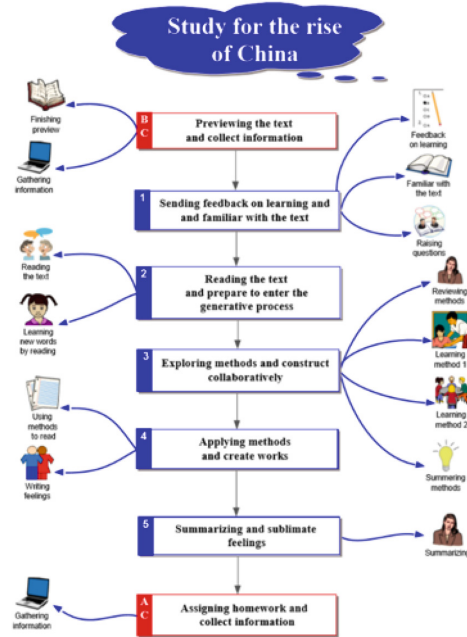 Study for the rise
of China
Finishing
preview
Gathering
information
B
C
Previewing the text
and collect information
Feedback
on learning
Familiar with
the text
Raising
questions
1
Sending feedback on learning and
and familiar with the text
Reading
the text
Learning
new words
by reading
2
Reading the text
and prepare to enter the
generative process
Reviewing
methods
Learning
method 1
Learning
method 2
Summering
methods
3
Exploring methods and construct
collaboratively
Using
methods
to read
Writing
feelings
4
Applying methods
and create works
5
Summarizing and sublimate
feelings
Summarizing
Gathering
information
A
C
Assigning homework and
collect information